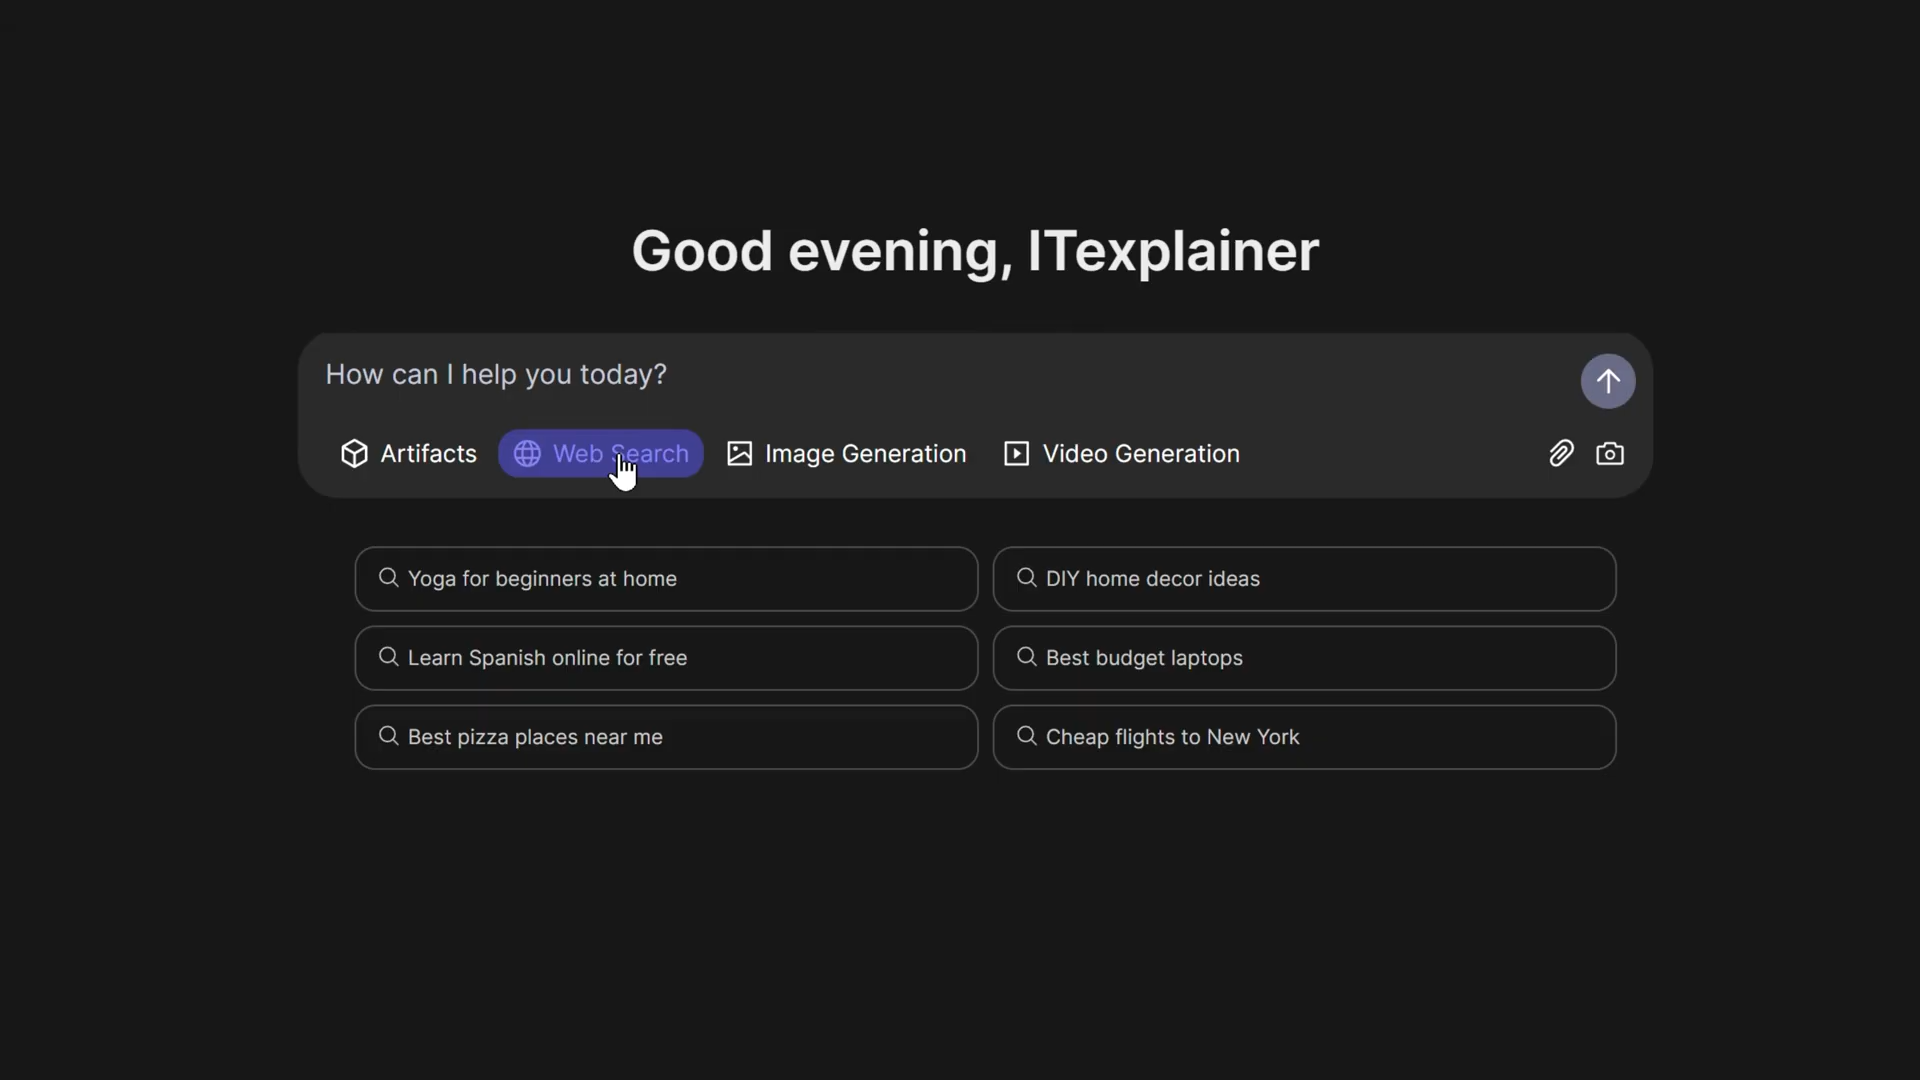 Good evening, ITexplainer
How can I help you today?
Artifacts Web Search Image Generation Video Generation
Yoga for beginners at home DIY home decor ideas
Learn Spanish online for free Best budget laptops
Best pizza places near me Cheap flights to New York